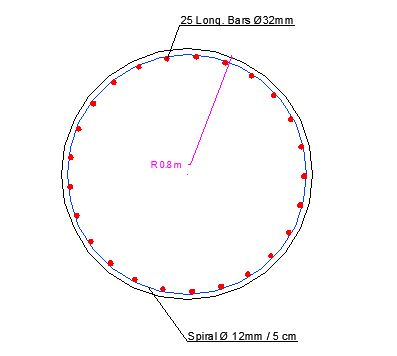 25 Long. Bars Ø32mm
R 0.8 m
Spiral Ø 12mm / 5 cm